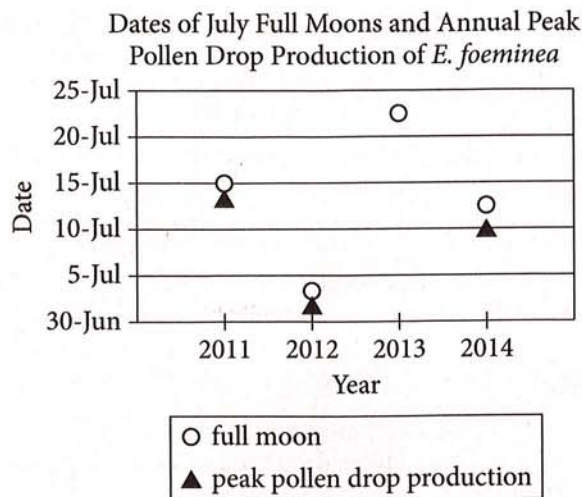 Dates of July Full Moons and Annual Peak
Pollen Drop Production of E. foeminea
25-Jul
20-Jul
15-Jul
10-Jul
5-Jul
30-Jun
Date
2011 2012 2013 2014
Year
full moon
peak pollen drop production